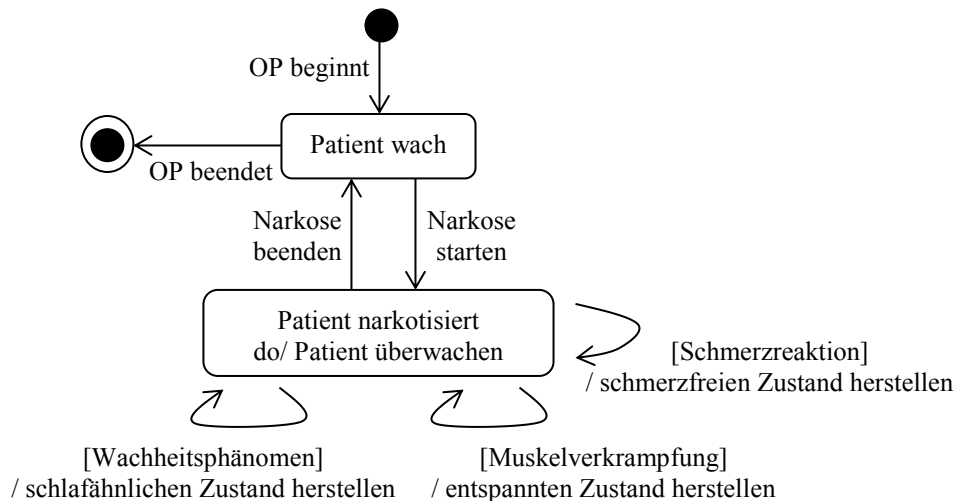 OP beginnt
Patient wach
OP beendet
Narkose
beenden
Narkose
starten
Patient narkotisiert
do/ Patient überwachen
[Schmerzreaktion]
/ schmerzfreien Zustand herstellen
[Wachheitsphänomen]
/ schlafähnlichen Zustand herstellen
[Muskelverkrampfung]
/ entspannten Zustand herstellen